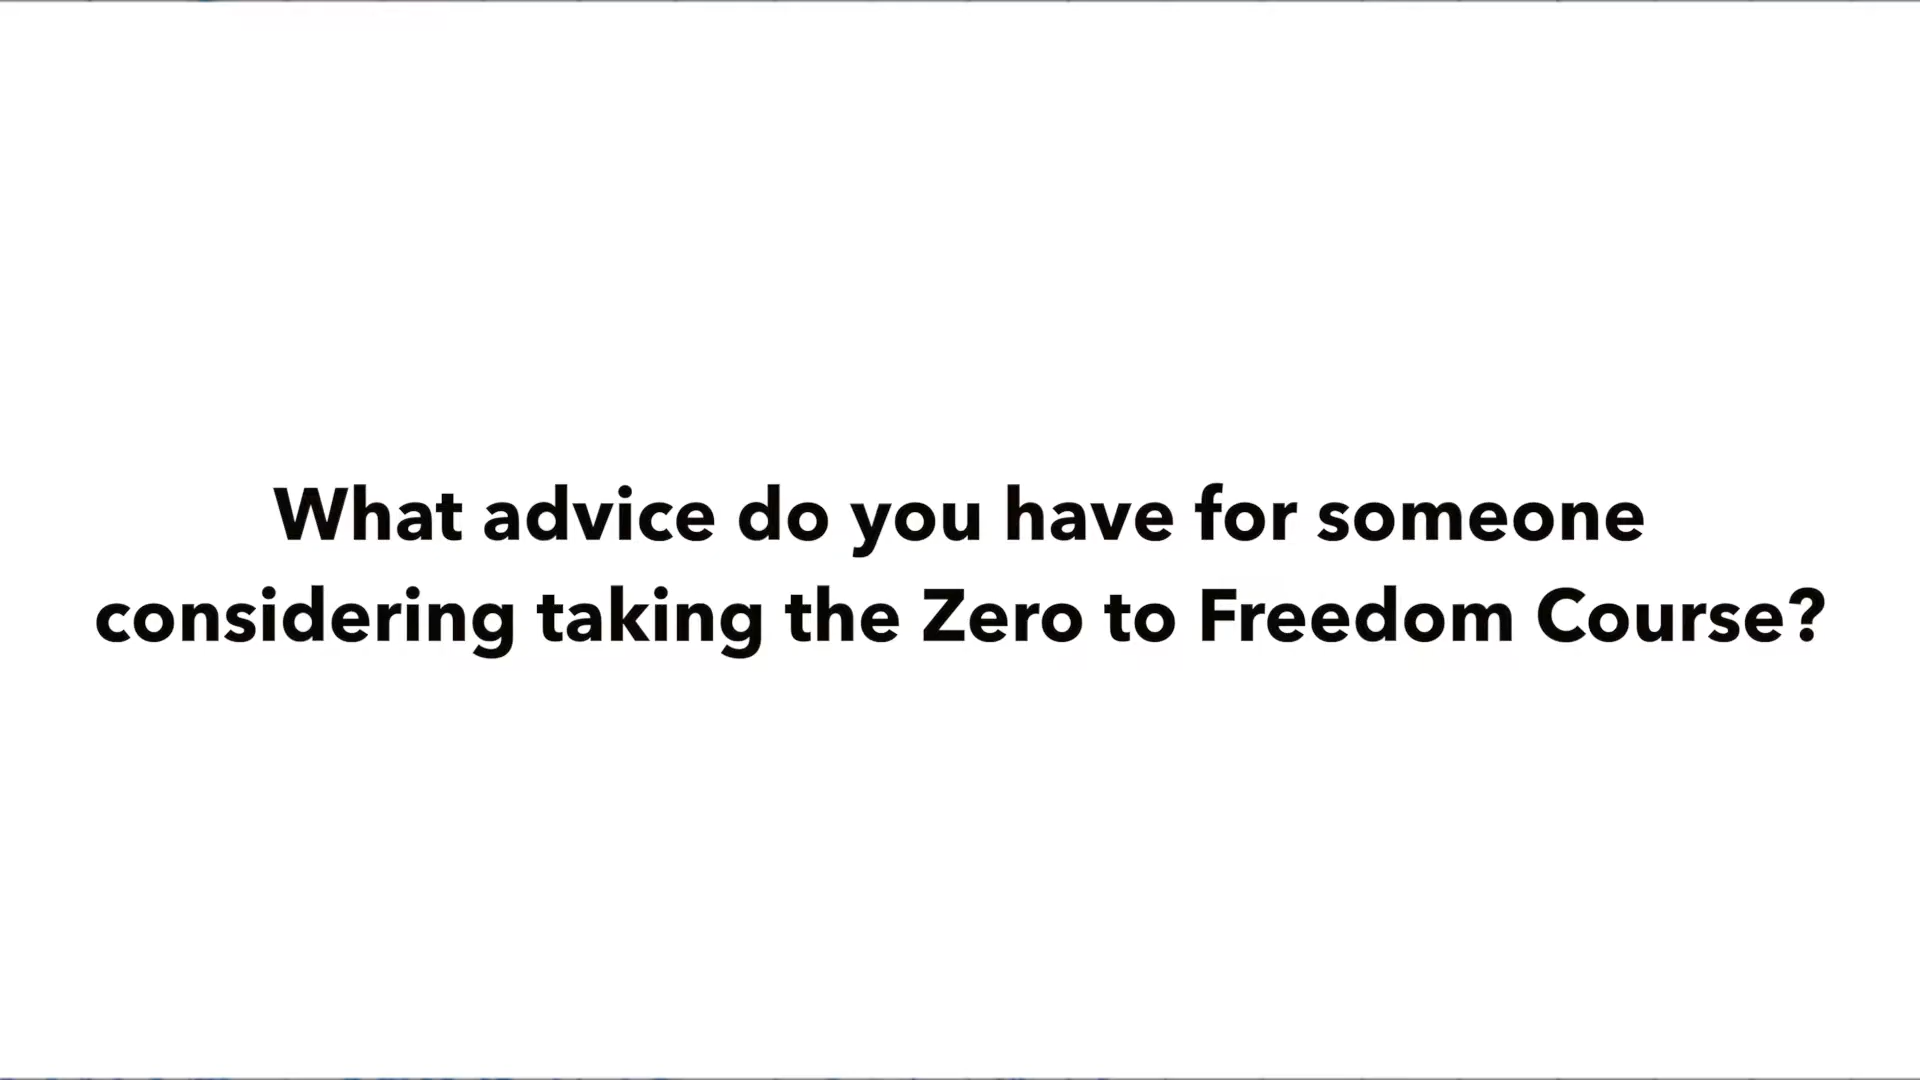 What advice do you have for someone
considering taking the Zero to Freedom Course?